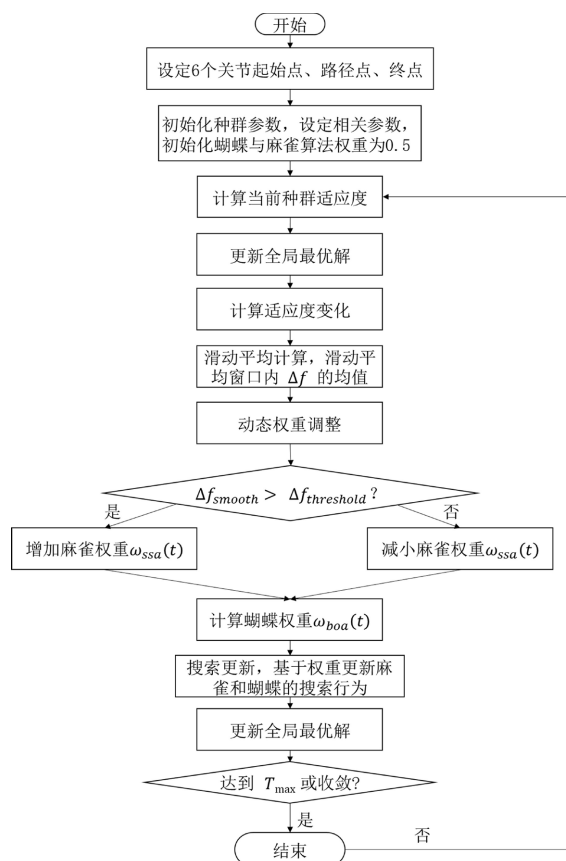 开始
设定6个关节起始点、路径点、终点
初始化种群参数，设定相关参数，
初始化蝴蝶与麻雀算法权重为0.5
计算当前种群适应度
更新全局最优解
计算适应度变化
滑动平均计算，滑动平
均窗口内 Δf 的均值
动态权重调整
Δf_smooth > Δf_threshold？
是
否
增加麻雀权重ω_ssa(t)
减小麻雀权重ω_ssa(t)
计算蝴蝶权重ω_boa(t)
搜索更新，基于权重更新麻
雀和蝴蝶的搜索行为
更新全局最优解
达到 T_max 或收敛?
是
否
结束